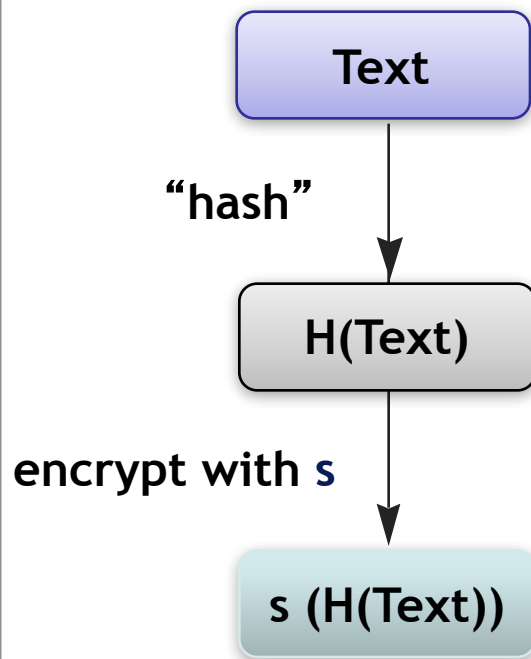 Text
“hash”
H(Text)
encrypt with s
s (H(Text))